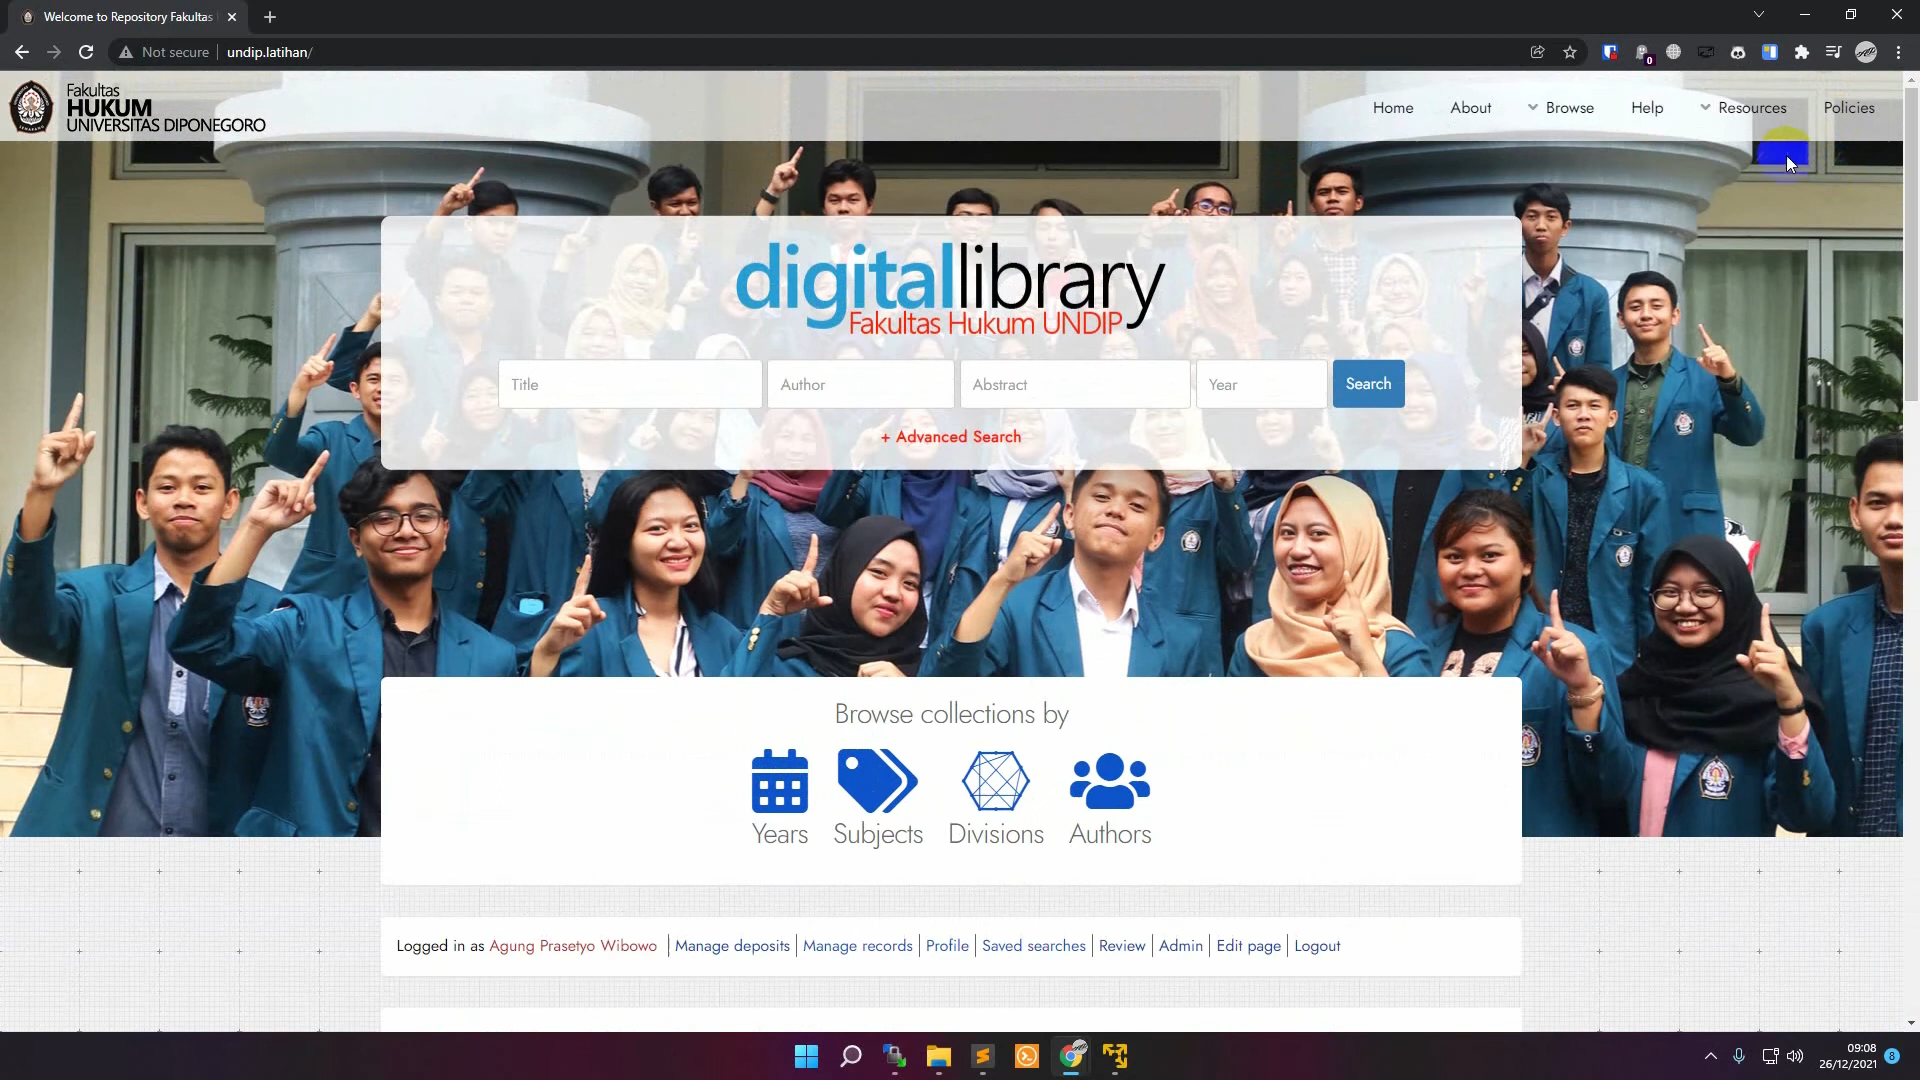 Welcome to Repository Fakultas
Not secure
undip.latihan/
0
Fakultas
HUKUM
UNIVERSITAS DIPONEGORO
Home
About
Browse
Help
Resources
Policies
digitallibrary
Fakultas Hukum UNDIP
Title
Author
Abstract
Year
Search
+ Advanced Search
Browse collections by
Years
Subjects
Divisions
Authors
Logged in as Agung Prasetyo Wibowo | Manage deposits | Manage records | Profile | Saved searches | Review | Admin | Edit page | Logout
09:08
26/12/2021
8